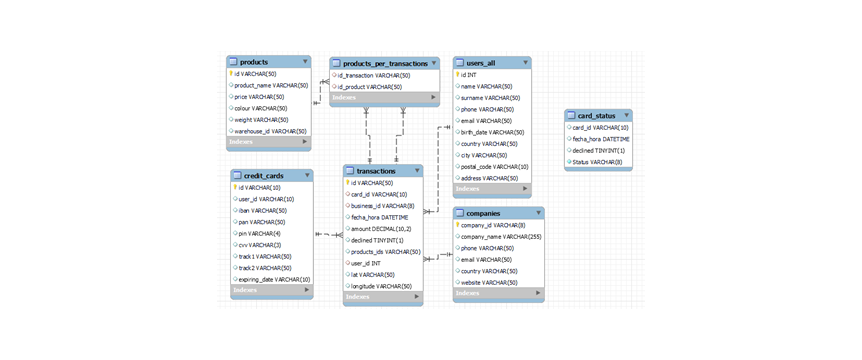 products
id VARCHAR(50)
product_name VARCHAR(50)
price VARCHAR(50)
colour VARCHAR(50)
weight VARCHAR(50)
warehouse_id VARCHAR(50)
Indexes
products_per_transactions
id_transaction VARCHAR(50)
id_product VARCHAR(50)
Indexes
users_all
id INT
name VARCHAR(50)
surname VARCHAR(50)
phone VARCHAR(50)
email VARCHAR(50)
birth_date VARCHAR(50)
country VARCHAR(50)
city VARCHAR(50)
postal_code VARCHAR(10)
address VARCHAR(50)
Indexes
card_status
card_id VARCHAR(10)
fecha_hora DATETIME
declined TINYINT(1)
Status VARCHAR(8)
credit_cards
id VARCHAR(10)
user_id VARCHAR(10)
iban VARCHAR(50)
pan VARCHAR(50)
pin VARCHAR(4)
cvv VARCHAR(3)
track1 VARCHAR(50)
track2 VARCHAR(50)
expiring_date VARCHAR(10)
Indexes
transactions
id VARCHAR(50)
card_id VARCHAR(10)
business_id VARCHAR(8)
fecha_hora DATETIME
amount DECIMAL(10,2)
declined TINYINT(1)
products_ids VARCHAR(50)
user_id INT
lat VARCHAR(50)
longitude VARCHAR(50)
Indexes
companies
company_id VARCHAR(8)
company_name VARCHAR(255)
phone VARCHAR(50)
email VARCHAR(50)
country VARCHAR(50)
website VARCHAR(50)
Indexes